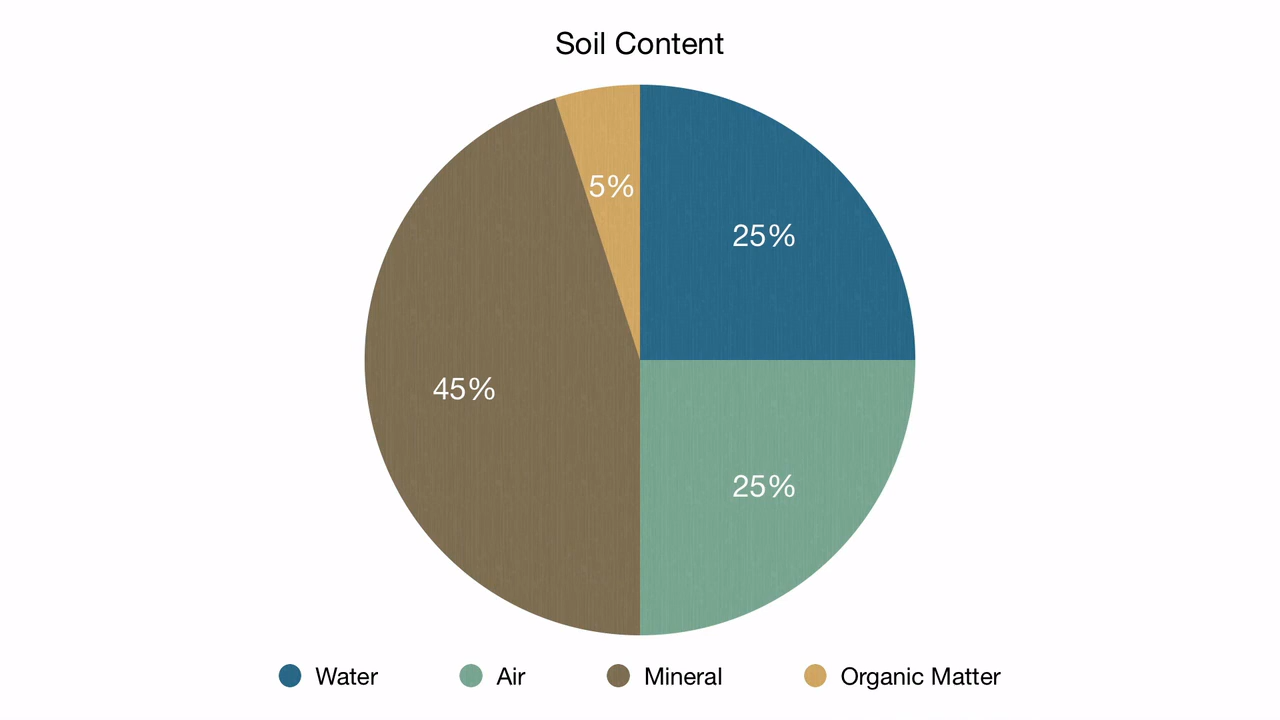 Soil Content
5%
25%
45%
25%
Water
Air
Mineral
Organic Matter